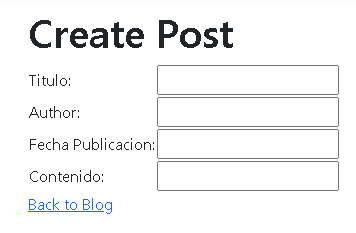 Create Post
Titulo:
Author:
Fecha Publicacion:
Contenido:
Back to Blog